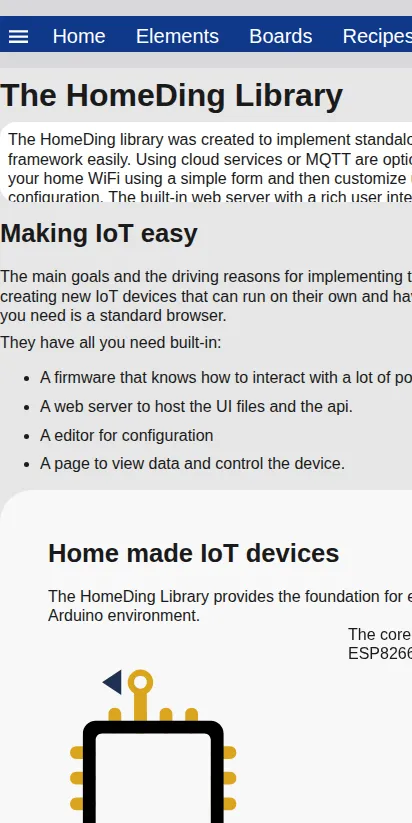 Home Elements Boards Recipes
The HomeDing Library
The HomeDing library was created to implement
framework easily. Using cloud services or MQTT are
your home WiFi using a simple form and then customize
configuration. The built-in web server with a rich user
Making IoT easy
The main goals and the driving reasons for implementing
creating new IoT devices that can run on their own and
you need is a standard browser.
They have all you need built-in:
A firmware that knows how to interact with a lot of
A web server to host the UI files and the api.
A editor for configuration
A page to view data and control the device.
Home made IoT devices
The HomeDing Library provides the foundation for
Arduino environment.
The core
ESP8266